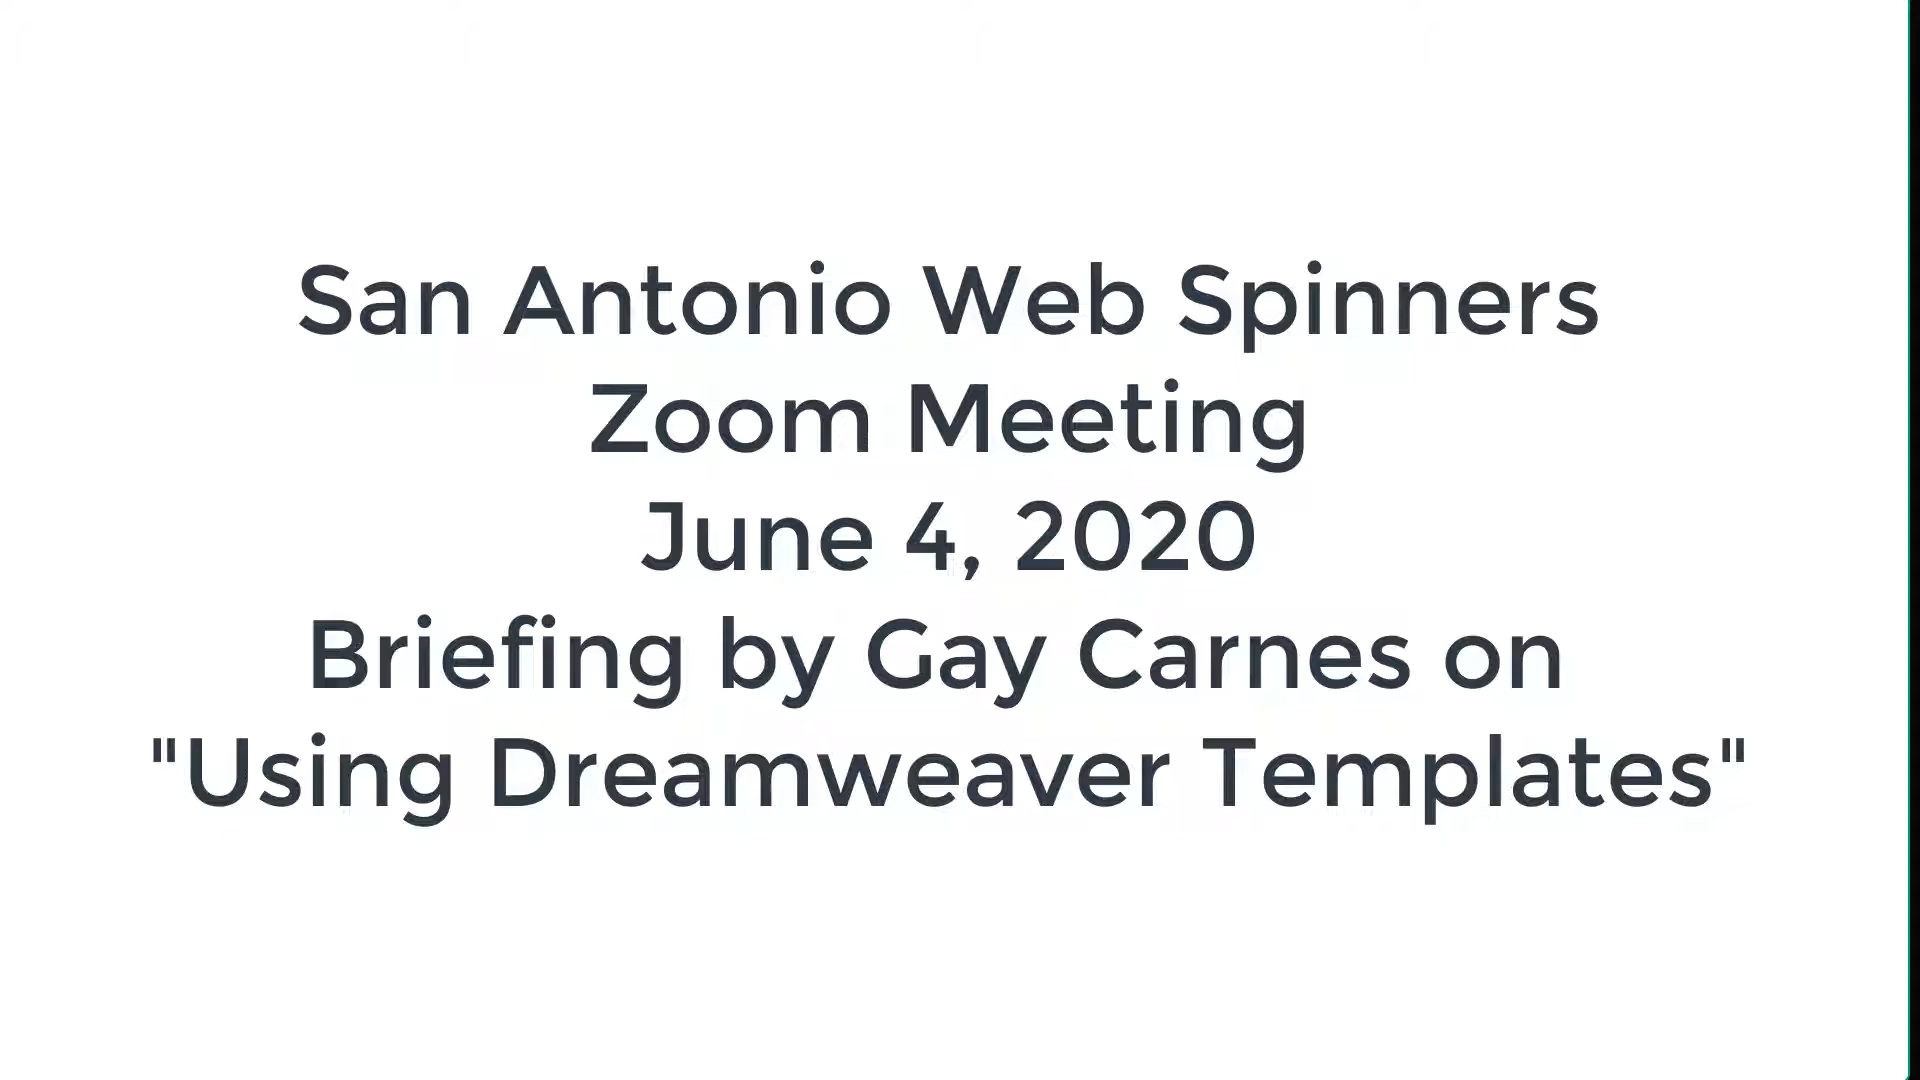 San Antonio Web Spinners
Zoom Meeting
June 4, 2020
Briefing by Gay Carnes on
"Using Dreamweaver Templates"